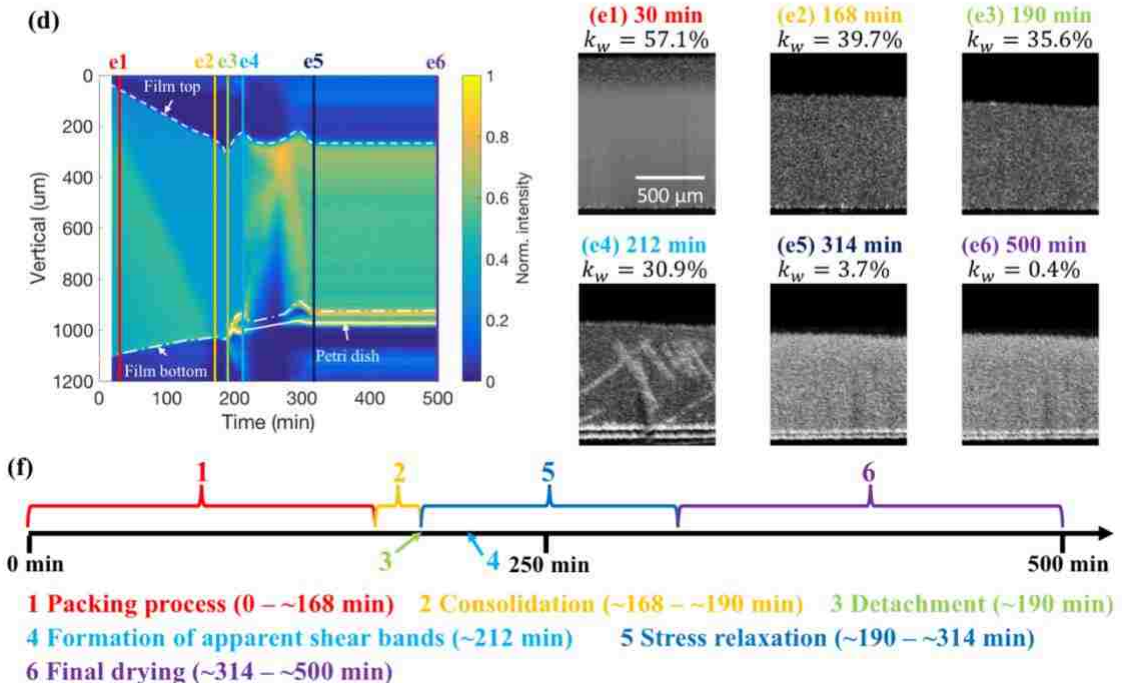 (d)
e1 e2 e3 e4 e5 e6
Film top
Film bottom
Petri dish
0
200
400
600
800
1000
1200
Vertical (um)
0 100 200 300 400 500
Time (min)
1
0.8
0.6
0.4
0.2
0
Norm. intensity
(e1) 30 min
k_w = 57.1%
500 μm
(e2) 168 min
k_w = 39.7%
(e3) 190 min
k_w = 35.6%
(e4) 212 min
k_w = 30.9%
(e5) 314 min
k_w = 3.7%
(e6) 500 min
k_w = 0.4%
(f)
1 2 5 6
3 4
0 min 250 min 500 min
1 Packing process (0 – ~168 min) 2 Consolidation (~168 – ~190 min) 3 Detachment (~190 min)
4 Formation of apparent shear bands (~212 min) 5 Stress relaxation (~190 – ~314 min)
6 Final drying (~314 – ~500 min)